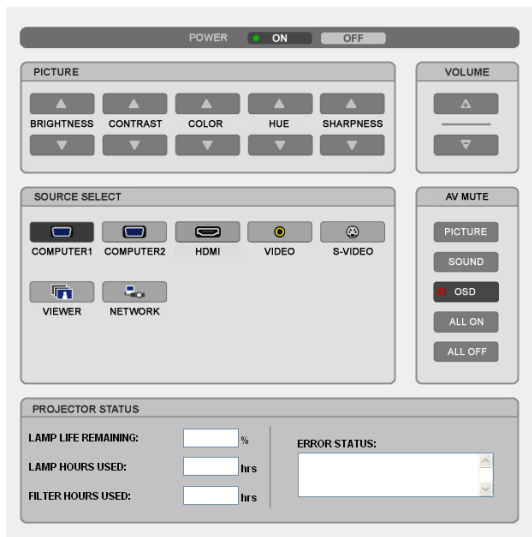 POWER ON OFF
PICTURE
BRIGHTNESS CONTRAST COLOR HUE SHARPNESS
VOLUME
SOURCE SELECT
COMPUTER1 COMPUTER2 HDMI VIDEO S-VIDEO
VIEWER NETWORK
AV MUTE
PICTURE
SOUND
OSD
ALL ON
ALL OFF
PROJECTOR STATUS
LAMP LIFE REMAINING: %
LAMP HOURS USED: hrs
FILTER HOURS USED: hrs
ERROR STATUS: